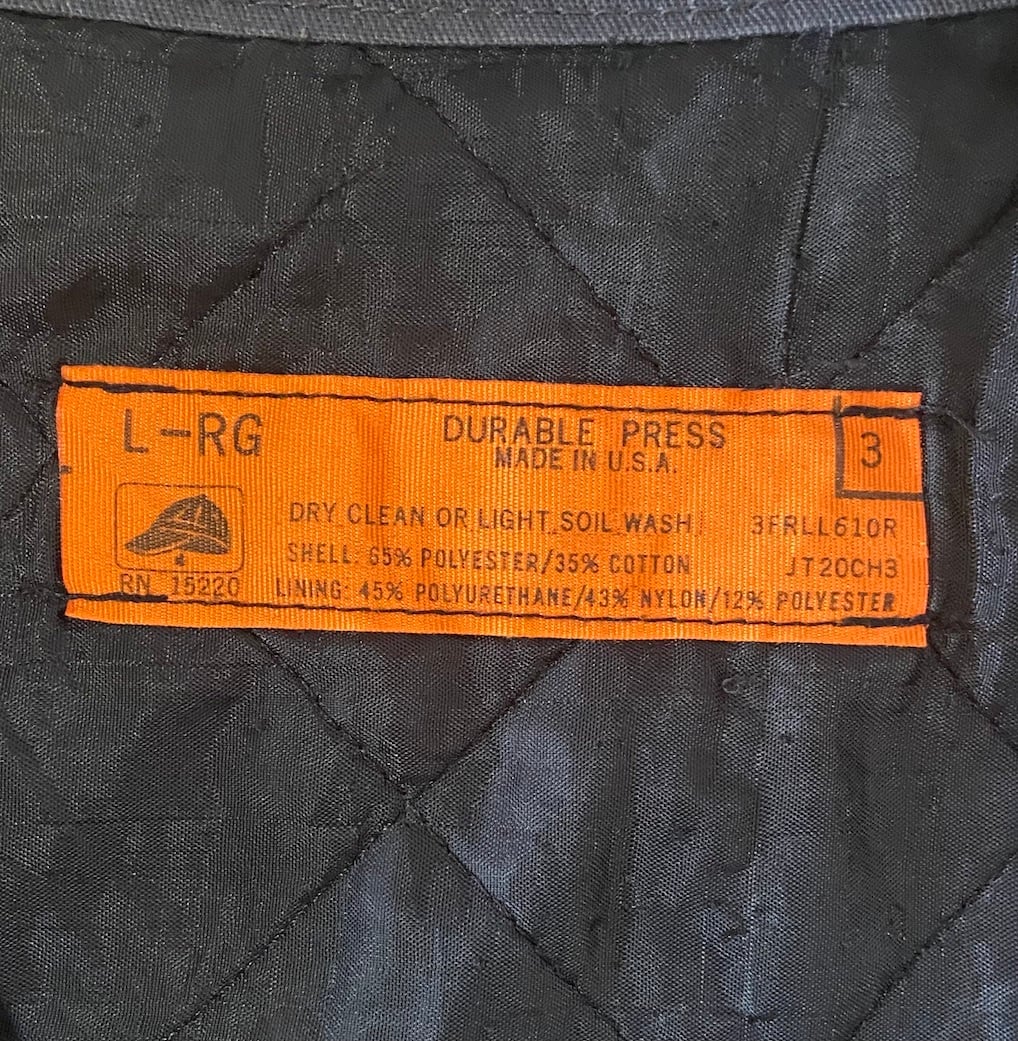 L-RG
DURABLE PRESS
3
MADE IN U.S.A.
DRY CLEAN OR LIGHT SOIL WASH 3FRLL610R
SHELL: 65% POLYESTER/35% COTTON JT20CH3
RN 15220 LINING: 45% POLYURETHANE/43% NYLON/12% POLYESTER